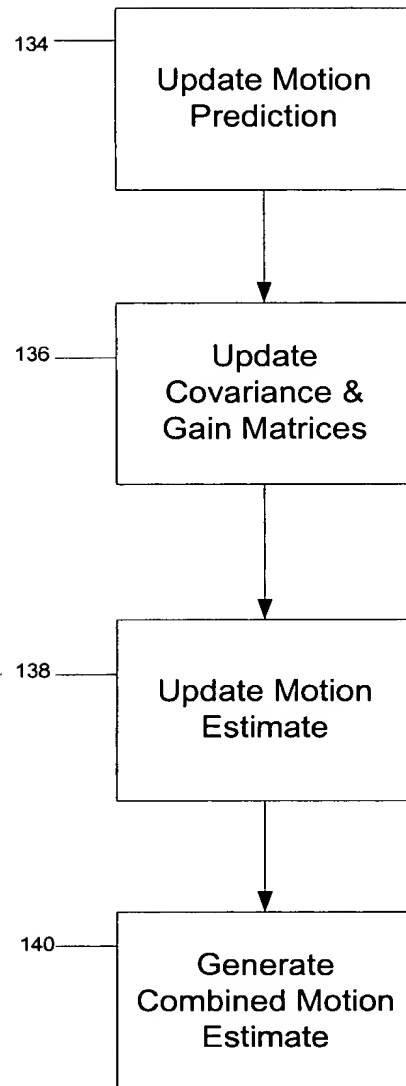 134
Update Motion
Prediction
136
Update
Covariance &
Gain Matrices
138
Update Motion
Estimate
140
Generate
Combined Motion
Estimate